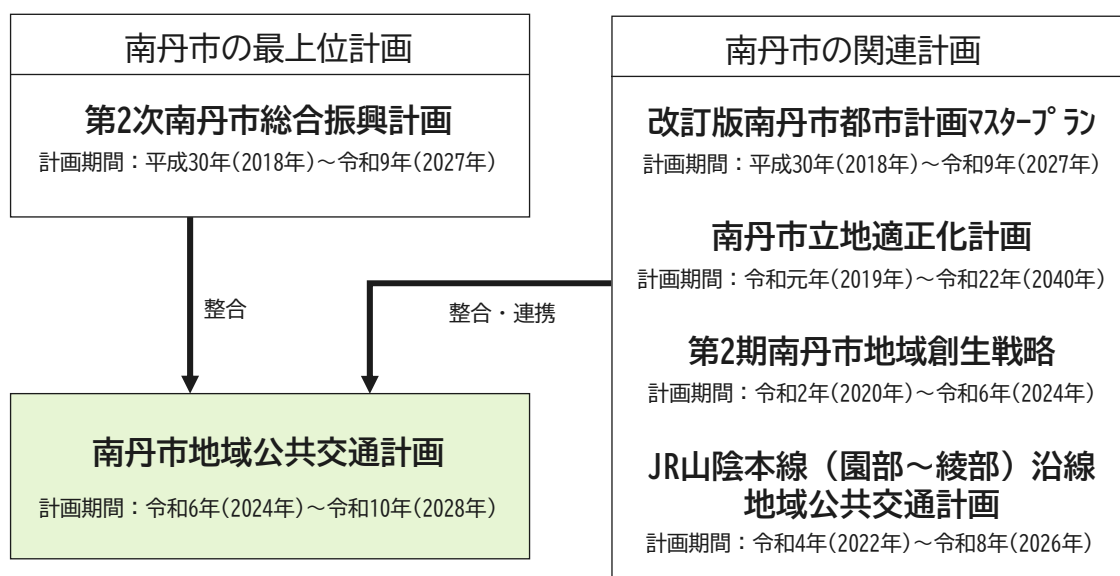 南丹市の最上位計画
第2次南丹市総合振興計画
計画期間：平成30年(2018年)～令和9年(2027年)
整合
南丹市地域公共交通計画
計画期間：令和6年(2024年)～令和10年(2028年)
南丹市の関連計画
改訂版南丹市都市計画ﾏｽﾀｰﾌﾟﾗﾝ
計画期間：平成30年(2018年)～令和9年(2027年)
南丹市立地適正化計画
計画期間：令和元年(2019年)～令和22年(2040年)
整合・連携
第2期南丹市地域創生戦略
計画期間：令和2年(2020年)～令和6年(2024年)
JR山陰本線（園部～綾部）沿線
地域公共交通計画
計画期間：令和4年(2022年)～令和8年(2026年)